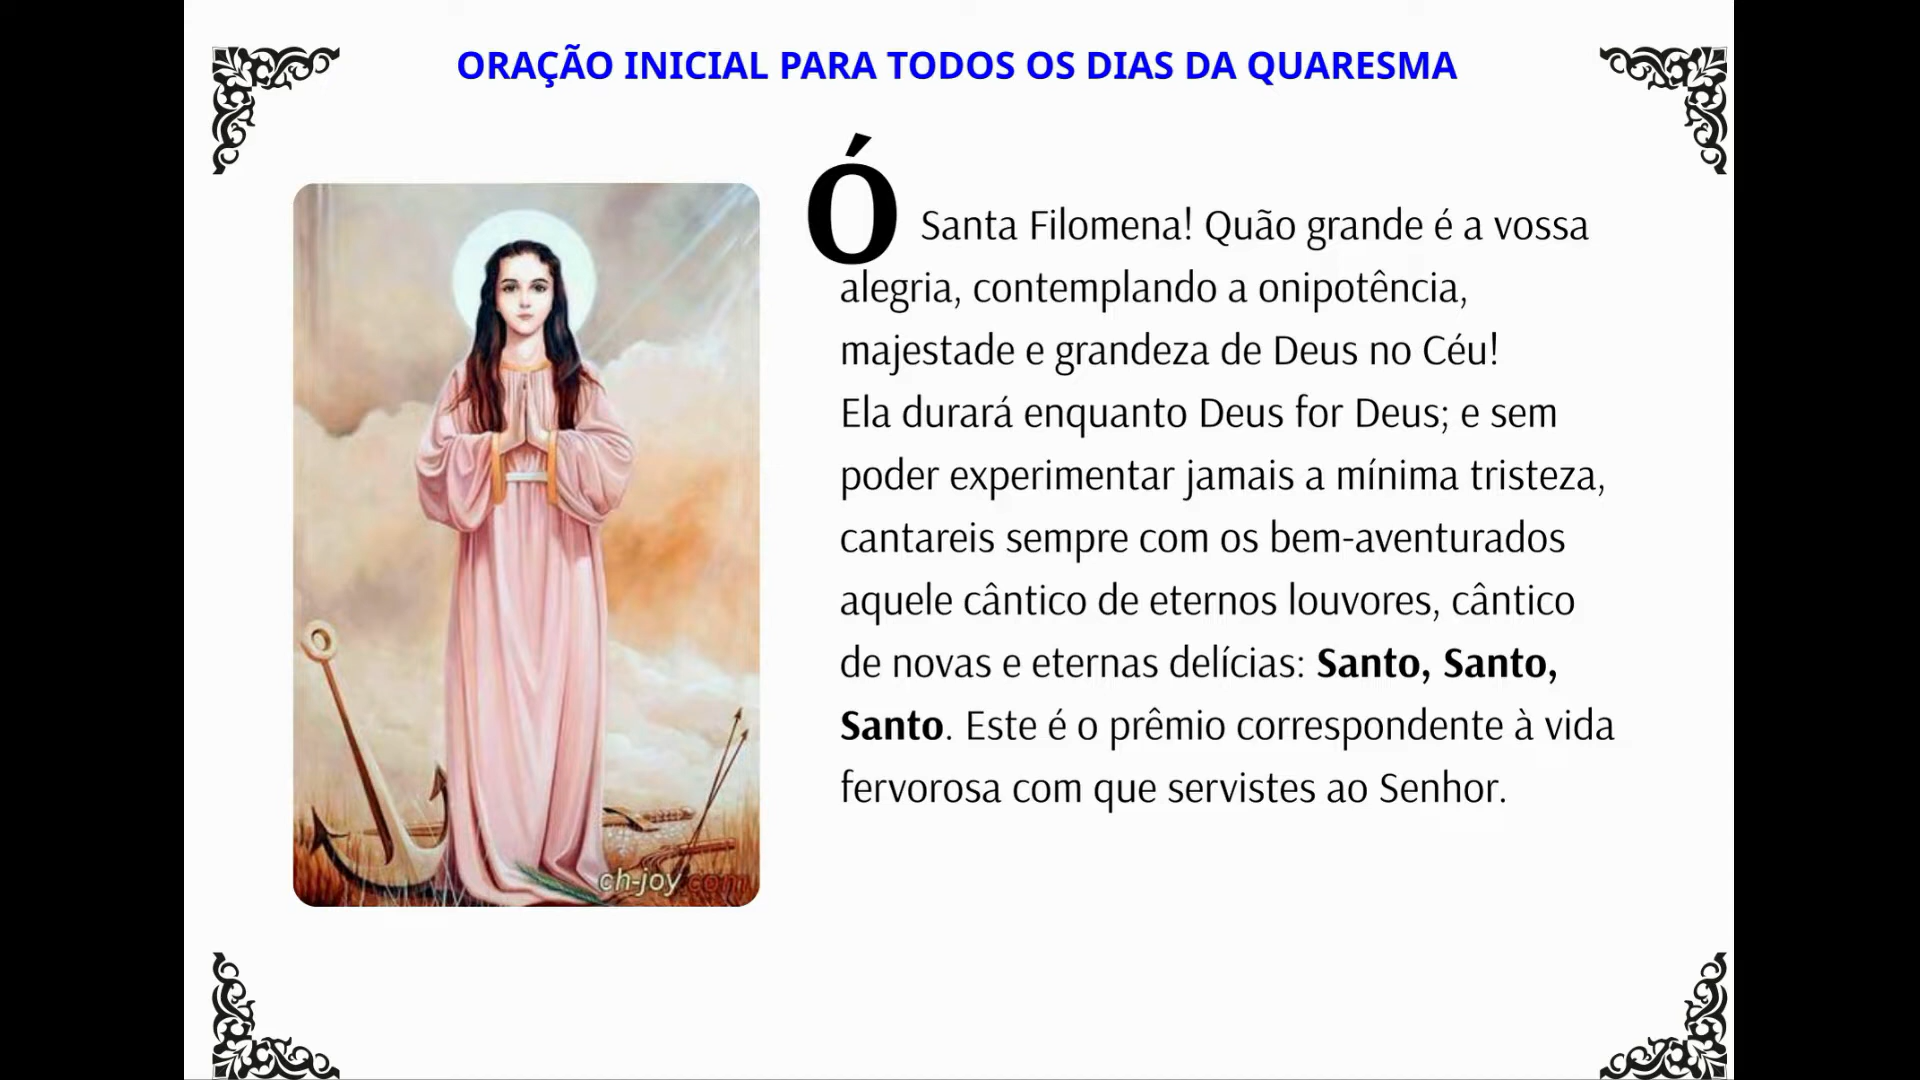 ORAÇÃO INICIAL PARA TODOS OS DIAS DA QUARESMA
Ó Santa Filomena! Quão grande é a vossa
alegria, contemplando a onipotência,
majestade e grandeza de Deus no Céu!
Ela durará enquanto Deus for Deus; e sem
poder experimentar jamais a mínima tristeza,
cantareis sempre com os bem-aventurados
aquele cântico de eternos louvores, cântico
de novas e eternas delícias: Santo, Santo,
Santo. Este é o prêmio correspondente à vida
fervorosa com que servistes ao Senhor.
ch-joy.com